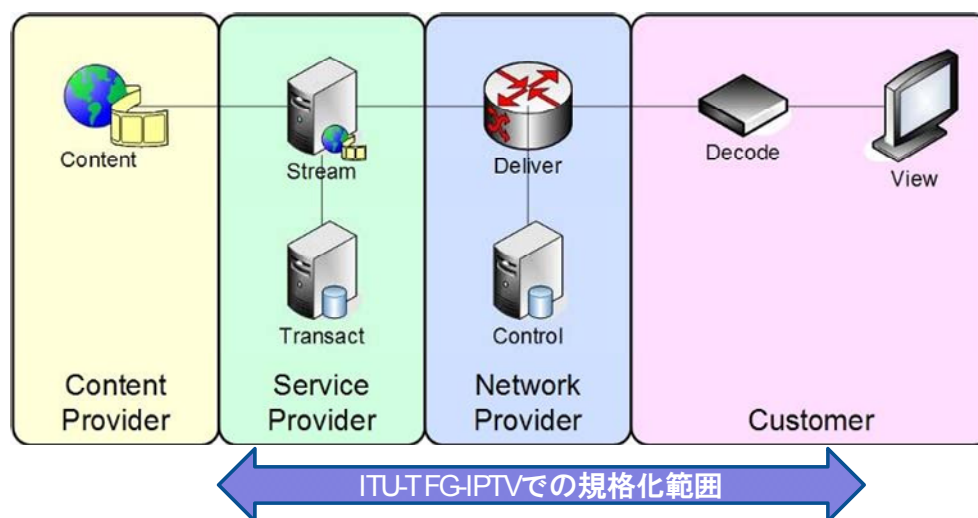 Content
Stream
Deliver
Decode
View
Transact
Control
Content
Provider
Service
Provider
Network
Provider
Customer
ITU-T FG-IPTVでの規格化範囲